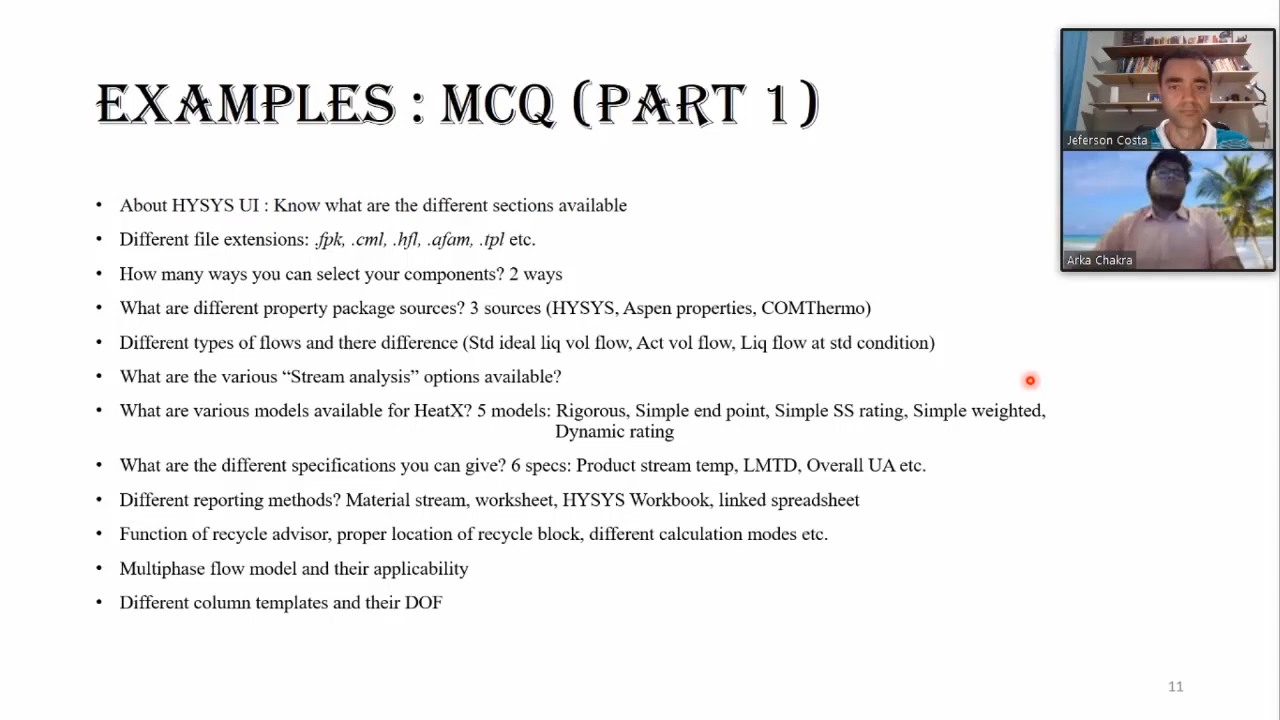 EXAMPLES : MCQ (PART 1)
• About HYSYS UI : Know what are the different sections available
• Different file extensions: .fpk, .cml, .hfl, .afam, .tpl etc.
• How many ways you can select your components? 2 ways
• What are different property package sources? 3 sources (HYSYS, Aspen properties, COMThermo)
• Different types of flows and there difference (Std ideal liq vol flow, Act vol flow, Liq flow at std condition)
• What are the various “Stream analysis” options available?
• What are various models available for HeatX? 5 models: Rigorous, Simple end point, Simple SS rating, Simple weighted,
Dynamic rating
• What are the different specifications you can give? 6 specs: Product stream temp, LMTD, Overall UA etc.
• Different reporting methods? Material stream, worksheet, HYSYS Workbook, linked spreadsheet
• Function of recycle advisor, proper location of recycle block, different calculation modes etc.
• Multiphase flow model and their applicability
• Different column templates and their DOF
Jeferson Costa
Arka Chakra
11